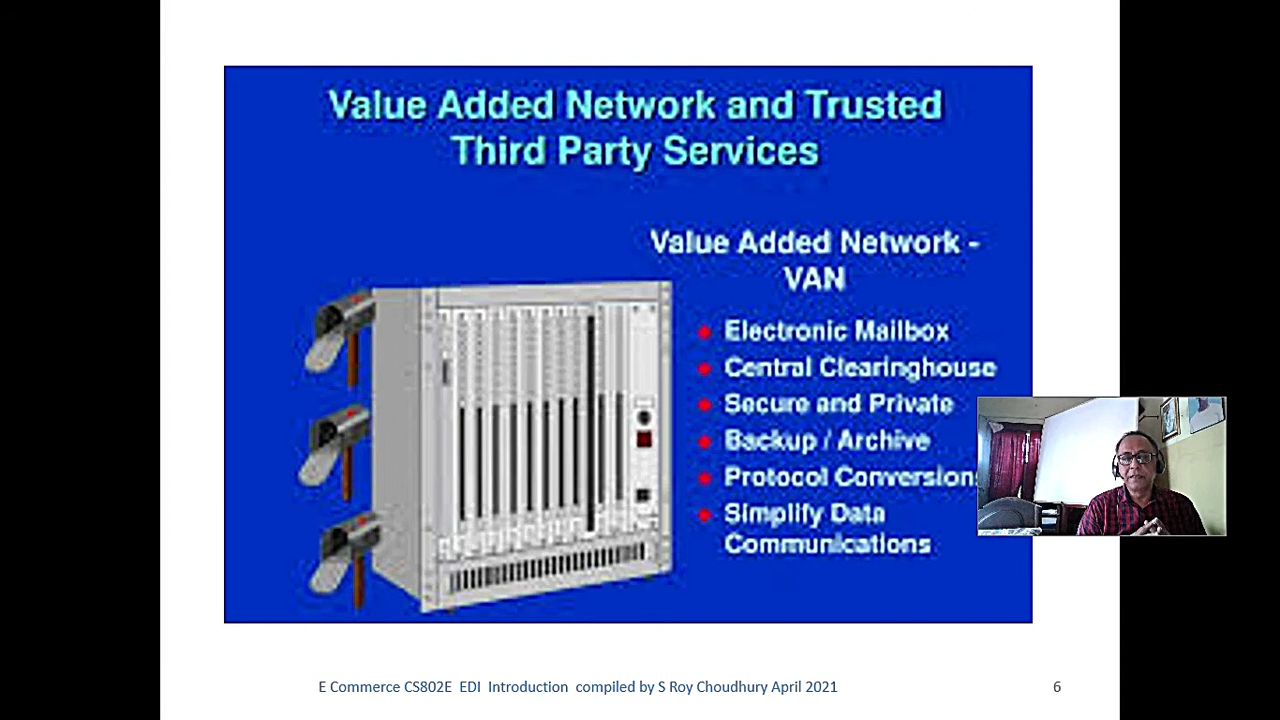 Value Added Network and Trusted
Third Party Services
Value Added Network -
VAN
Electronic Mailbox
Central Clearinghouse
Secure and Private
Backup / Archive
Protocol Conversions
Simplify Data
Communications
E Commerce CS802E EDI Introduction compiled by S Roy Choudhury April 2021
6